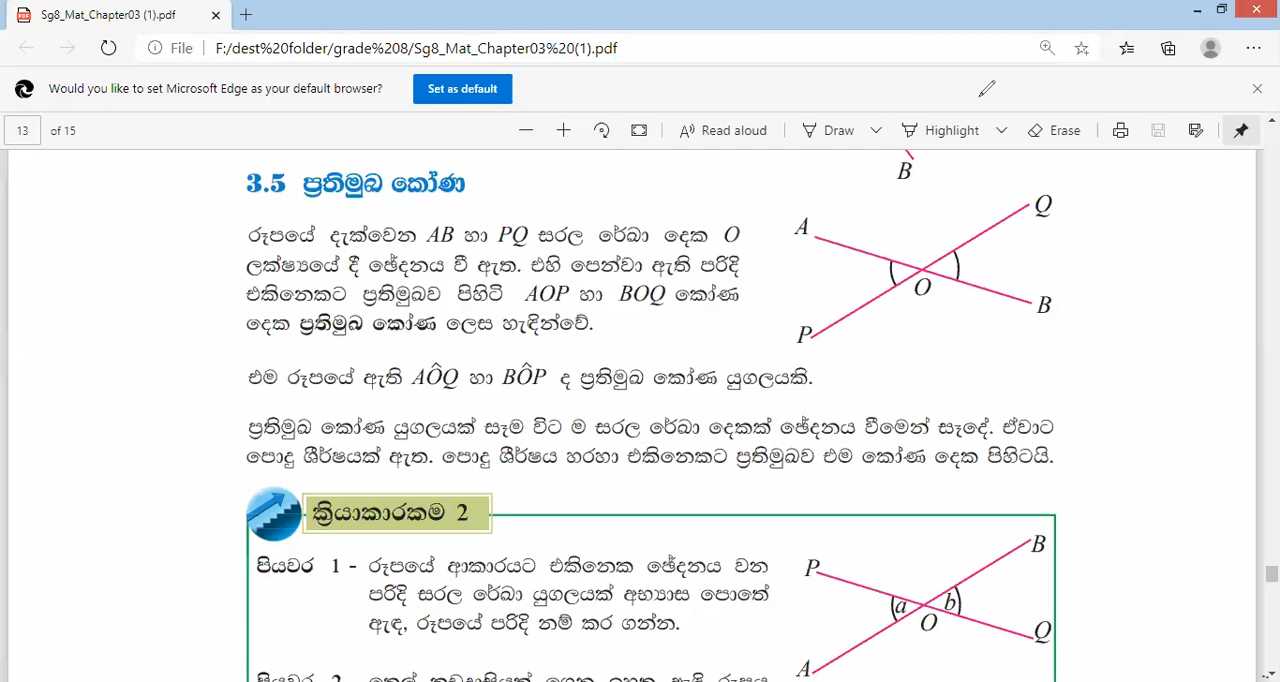 Sg8_Mat_Chapter03 (1).pdf
File F:/dest%20folder/grade%208/Sg8_Mat_Chapter03%20(1).pdf
Would you like to set Microsoft Edge as your default browser? Set as default
13 of 15 Read aloud Draw Highlight Erase
B
3.5 ප්‍රතිමුඛ කෝණ
රූපයේ දැක්වෙන AB හා PQ සරල රේඛා දෙක O
ලක්ෂ්‍යයේ දී ඡේදනය වී ඇත. එහි පෙන්වා ඇති පරිදි
එකිනෙකට ප්‍රතිමුඛව පිහිටි AOP හා BOQ කෝණ
දෙක ප්‍රතිමුඛ කෝණ ලෙස හැඳින්වේ.
A
Q
O
B
P
එම රූපයේ ඇති AÔQ හා BÔP ද ප්‍රතිමුඛ කෝණ යුගලයකි.
ප්‍රතිමුඛ කෝණ යුගලයක් සෑම විට ම සරල රේඛා දෙකක් ඡේදනය වීමෙන් සෑදේ. ඒවාට
පොදු ශීර්ෂයක් ඇත. පොදු ශීර්ෂය හරහා එකිනෙකට ප්‍රතිමුඛව එම කෝණ දෙක පිහිටයි.
ක්‍රියාකාරකම 2
පියවර 1 - රූපයේ ආකාරයට එකිනෙක ඡේදනය වන
පරිදි සරල රේඛා යුගලයක් අභ්‍යාස පොතේ
ඇඳ, රූපයේ පරිදි නම් කර ගන්න.
P
B
a
b
O
Q
A